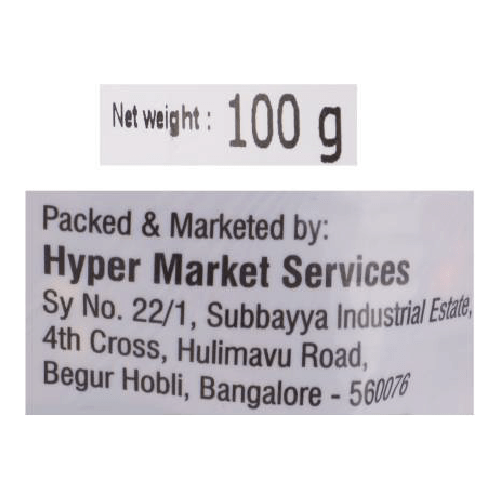 Net weight : 100 g
Packed & Marketed by:
Hyper Market Services
Sy No. 22/1, Subbayya Industrial Estate,
4th Cross, Hulimavu Road,
Begur Hobli, Bangalore - 560076